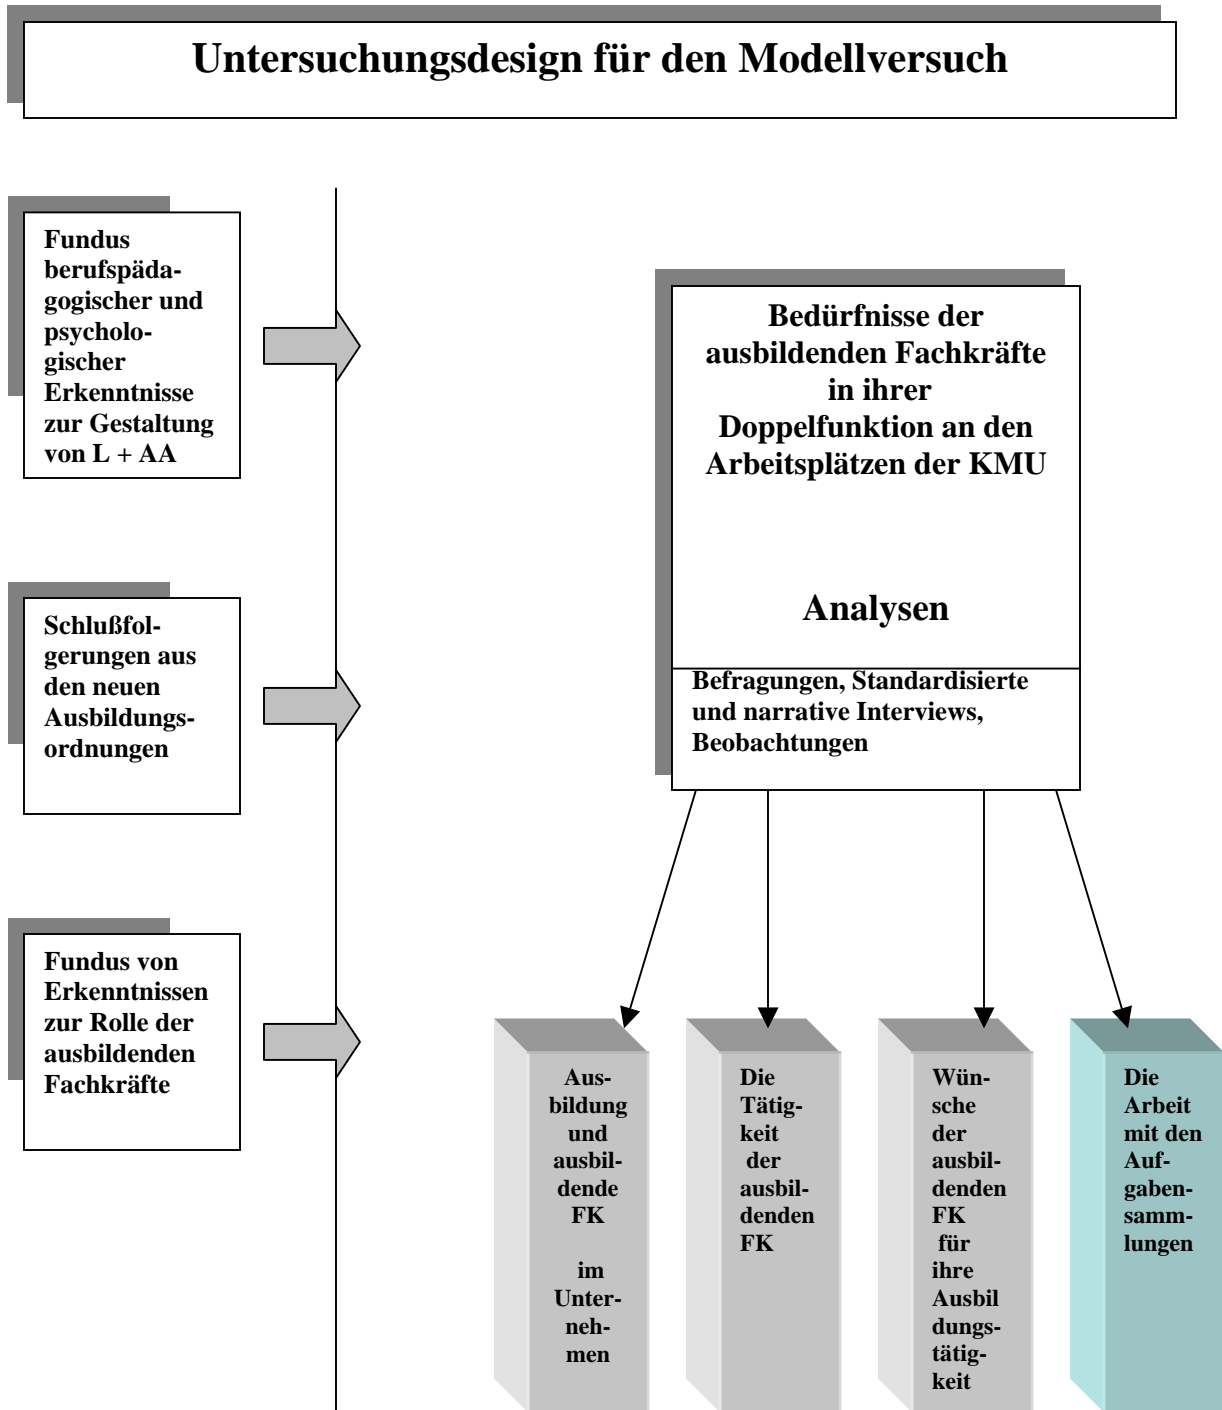 Untersuchungsdesign für den Modellversuch
Fundus
berufspäda-
gogischer und
psycholo-
gischer
Erkenntnisse
zur Gestaltung
von L + AA
Schlußfol-
gerungen aus
den neuen
Ausbildungs-
ordnungen
Fundus von
Erkenntnissen
zur Rolle der
ausbildenden
Fachkräfte
Bedürfnisse der
ausbildenden Fachkräfte
in ihrer
Doppelfunktion an den
Arbeitsplätzen der KMU
Analysen
Befragungen, Standardisierte
und narrative Interviews,
Beobachtungen
Aus-
bildung
und
ausbil-
dende
FK
im
Unter-
neh-
men
Die
Tätig-
keit
der
ausbil-
denden
FK
Wün-
sche
der
ausbil-
denden
FK
für
ihre
Ausbil
dungs-
tätig-
keit
Die
Arbeit
mit den
Auf-
gaben-
samm-
lungen